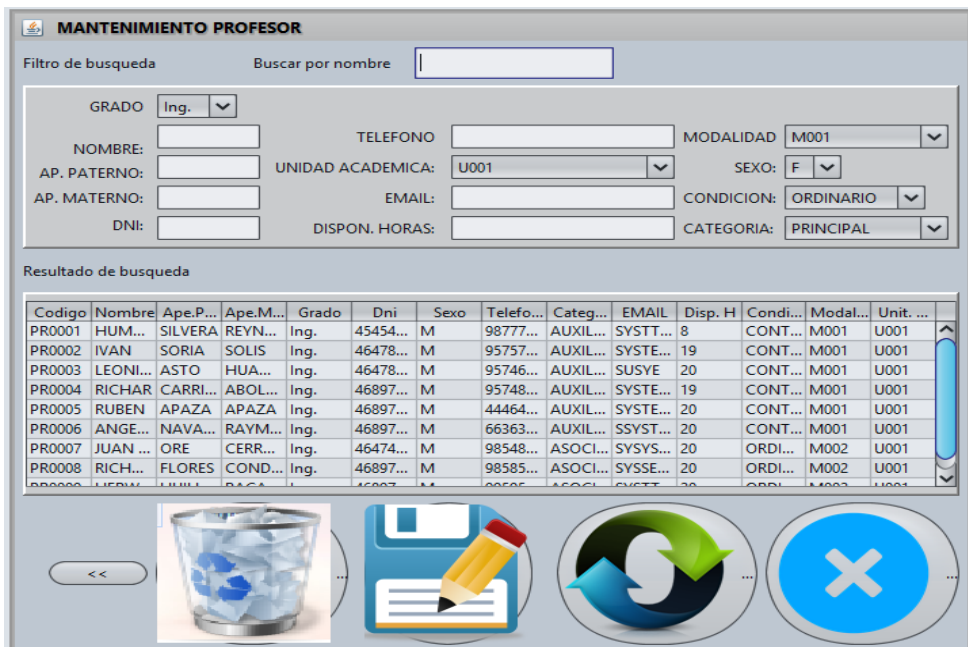 MANTENIMIENTO PROFESOR
Filtro de busqueda Buscar por nombre
GRADO Ing.
NOMBRE: TELEFONO MODALIDAD M001
AP. PATERNO: UNIDAD ACADEMICA: U001 SEXO: F
AP. MATERNO: EMAIL: CONDICION: ORDINARIO
DNI: DISPON. HORAS: CATEGORIA: PRINCIPAL
Resultado de busqueda
Codigo Nombre Ape.P... Ape.M... Grado Dni Sexo Telefo... Categ... EMAIL Disp. H Condi... Modal... Unit. ...
PR0001 HUM... SILVERA REYN... Ing. 45454... M 98777... AUXIL... SYSTT... 8 CONT... M001 U001
PR0002 IVAN SORIA SOLIS Ing. 46478... M 95757... AUXIL... SYSTE... 19 CONT... M001 U001
PR0003 LEONI... ASTO HUA... Ing. 46478... M 95746... AUXIL... SUSYE 20 CONT... M001 U001
PR0004 RICHAR CARRI... ABOL... Ing. 46897... M 95748... AUXIL... SYSTE... 19 CONT... M001 U001
PR0005 RUBEN APAZA APAZA Ing. 46897... M 44464... AUXIL... SYSTE... 20 CONT... M001 U001
PR0006 ANGE... NAVA... RAYM... Ing. 46897... M 66363... AUXIL... SSYST... 20 CONT... M001 U001
PR0007 JUAN ... ORE CERR... Ing. 46474... M 98548... ASOCI... SYSYS... 20 ORDI... M002 U001
PR0008 RICH... FLORES COND... Ing. 46897... M 98585... ASOCI... SYSSE... 20 ORDI... M002 U001
<< ... ... ...